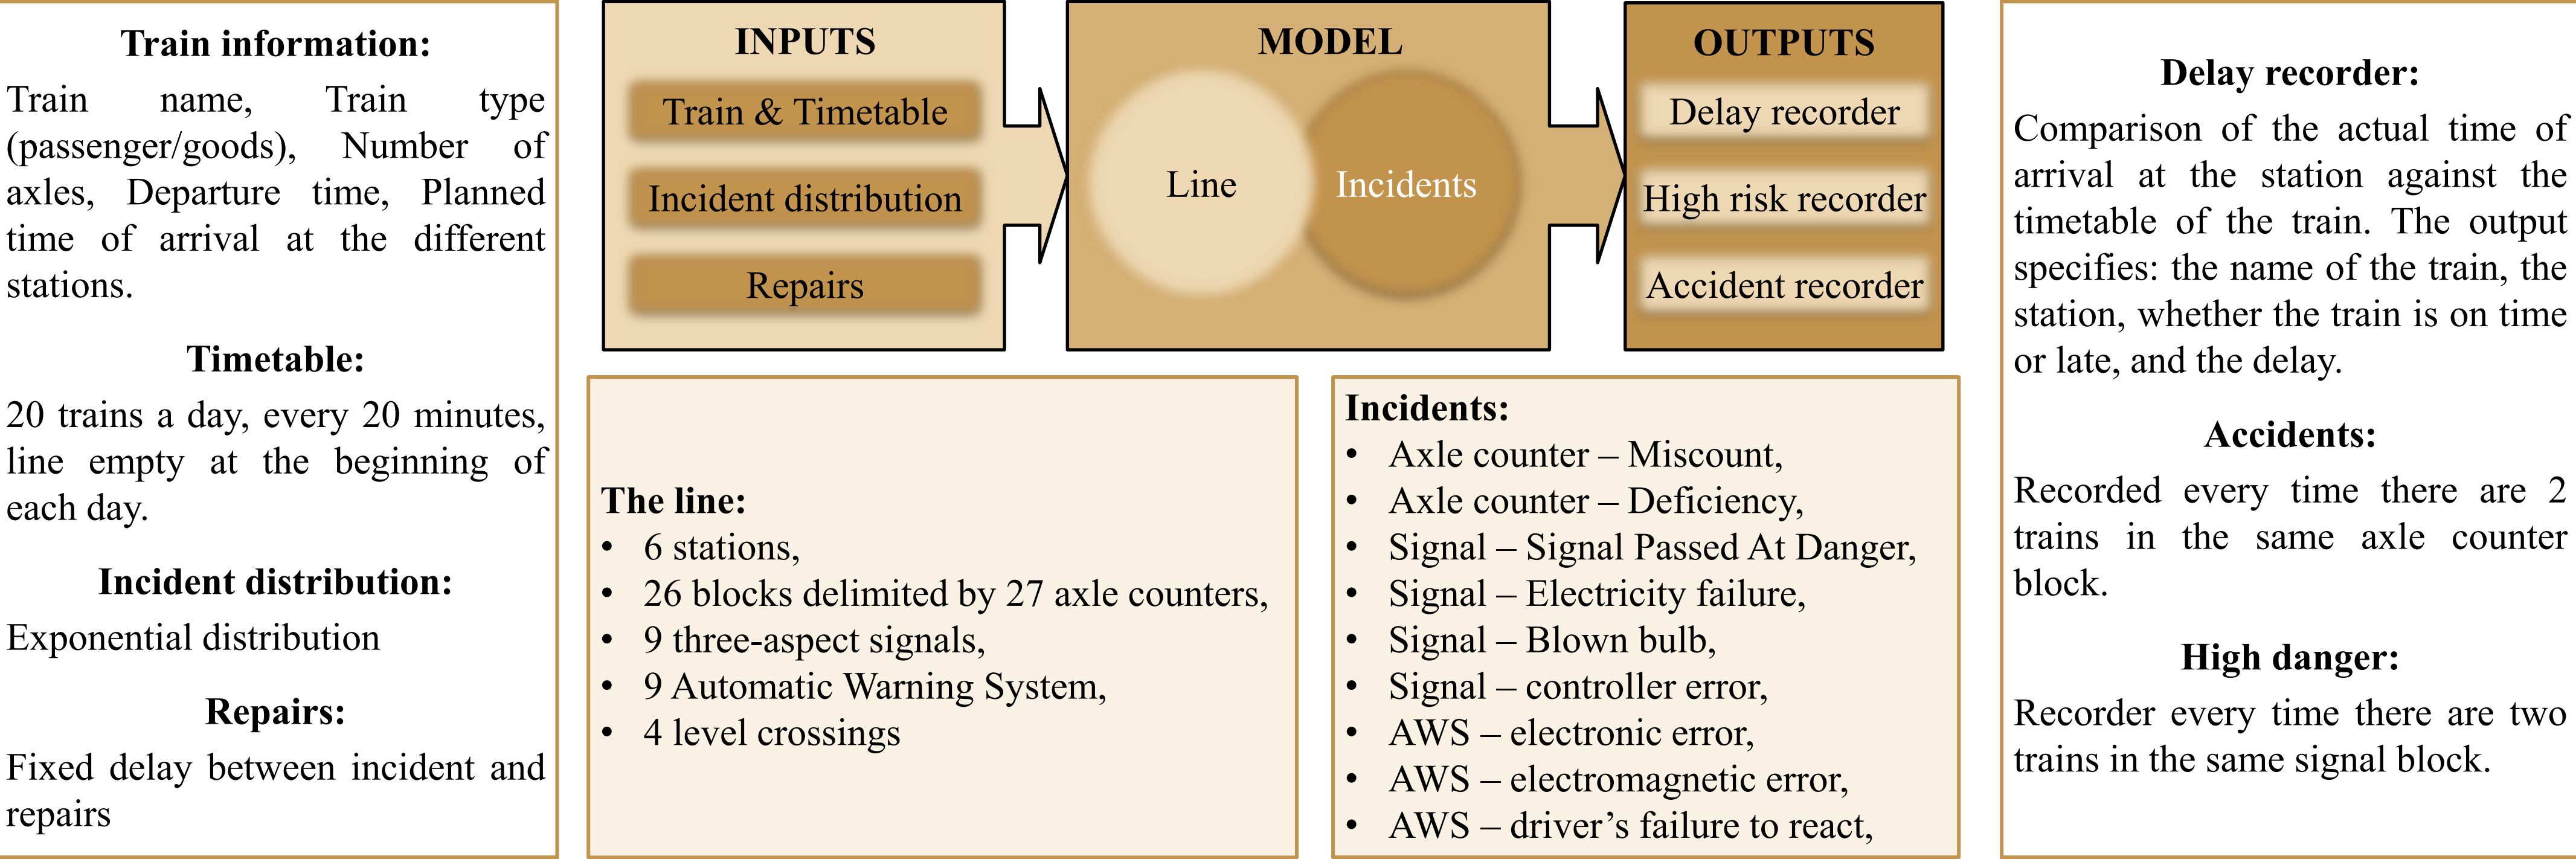 Train information:
Train name, Train type
(passenger/goods), Number of
axles, Departure time, Planned
time of arrival at the different
stations.
Timetable:
20 trains a day, every 20 minutes,
line empty at the beginning of
each day.
Incident distribution:
Exponential distribution
Repairs:
Fixed delay between incident and
repairs
INPUTS
Train & Timetable
Incident distribution
Repairs
MODEL
Line
Incidents
OUTPUTS
Delay recorder
High risk recorder
Accident recorder
The line:
• 6 stations,
• 26 blocks delimited by 27 axle counters,
• 9 three-aspect signals,
• 9 Automatic Warning System,
• 4 level crossings
Incidents:
• Axle counter – Miscount,
• Axle counter – Deficiency,
• Signal – Signal Passed At Danger,
• Signal – Electricity failure,
• Signal – Blown bulb,
• Signal – controller error,
• AWS – electronic error,
• AWS – electromagnetic error,
• AWS – driver’s failure to react,
Delay recorder:
Comparison of the actual time of
arrival at the station against the
timetable of the train. The output
specifies: the name of the train, the
station, whether the train is on time
or late, and the delay.
Accidents:
Recorded every time there are 2
trains in the same axle counter
block.
High danger:
Recorder every time there are two
trains in the same signal block.